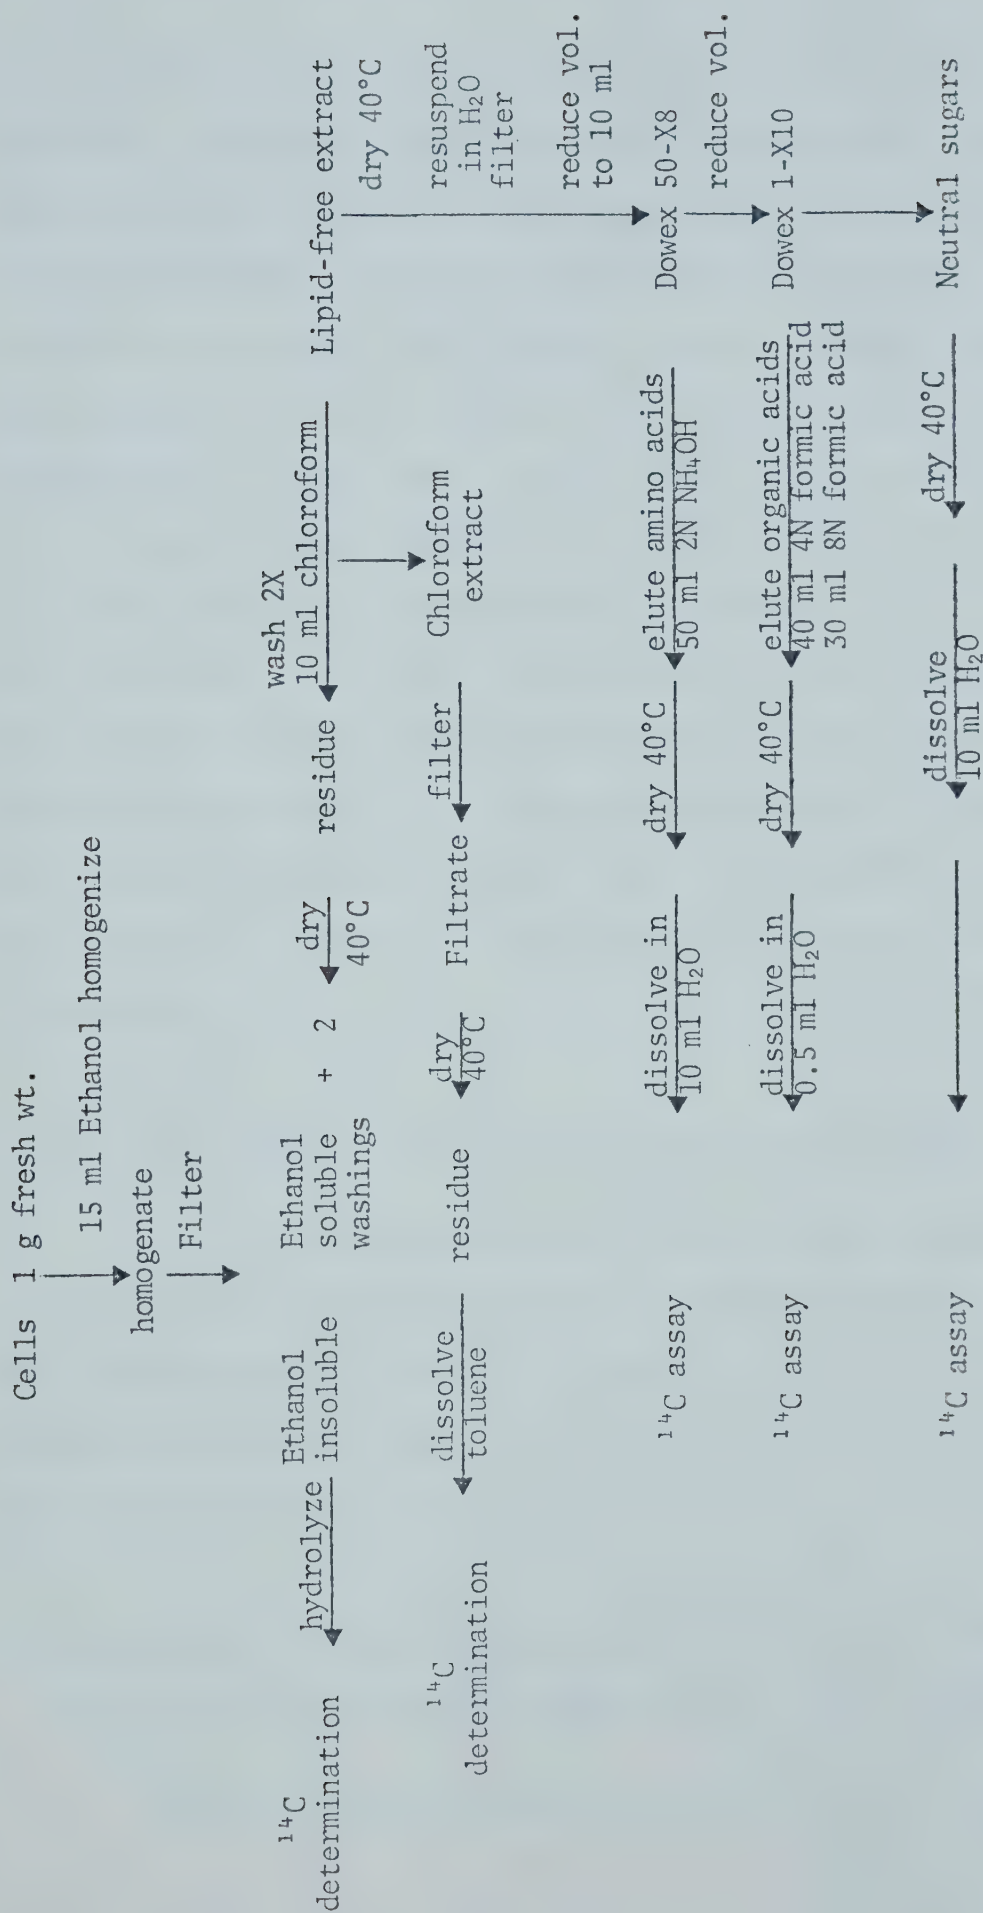 Cells 1 g fresh wt.
15 ml Ethanol homogenize
homogenate
Filter
14C
determination
hydrolyze
Ethanol
insoluble
Ethanol
soluble + 2
washings
dry
40°C
residue
wash 2X
10 ml chloroform
Lipid-free extract
dry 40°C
resuspend
in H2O
filter
reduce vol.
to 10 ml
14C
determination
dissolve
toluene
residue
dry
40°C
Filtrate
filter
Chloroform
extract
14C assay
dissolve in
10 ml H2O
dry 40°C
elute amino acids
50 ml 2N NH4OH
Dowex 50-X8
reduce vol.
14C assay
dissolve in
0.5 ml H2O
dry 40°C
elute organic acids
40 ml 4N formic acid
30 ml 8N formic acid
Dowex 1-X10
14C assay
dissolve
10 ml H2O
dry 40°C
Neutral sugars